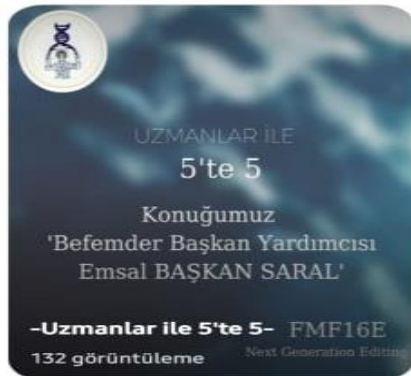 UZMANLAR İLE
5'te 5
Konuğumuz
'Befemder Başkan Yardımcısı
Emsal BAŞKAN SARAL'
-Uzmanlar ile 5'te 5- FMF16E
132 görüntüleme Next Generation Editing